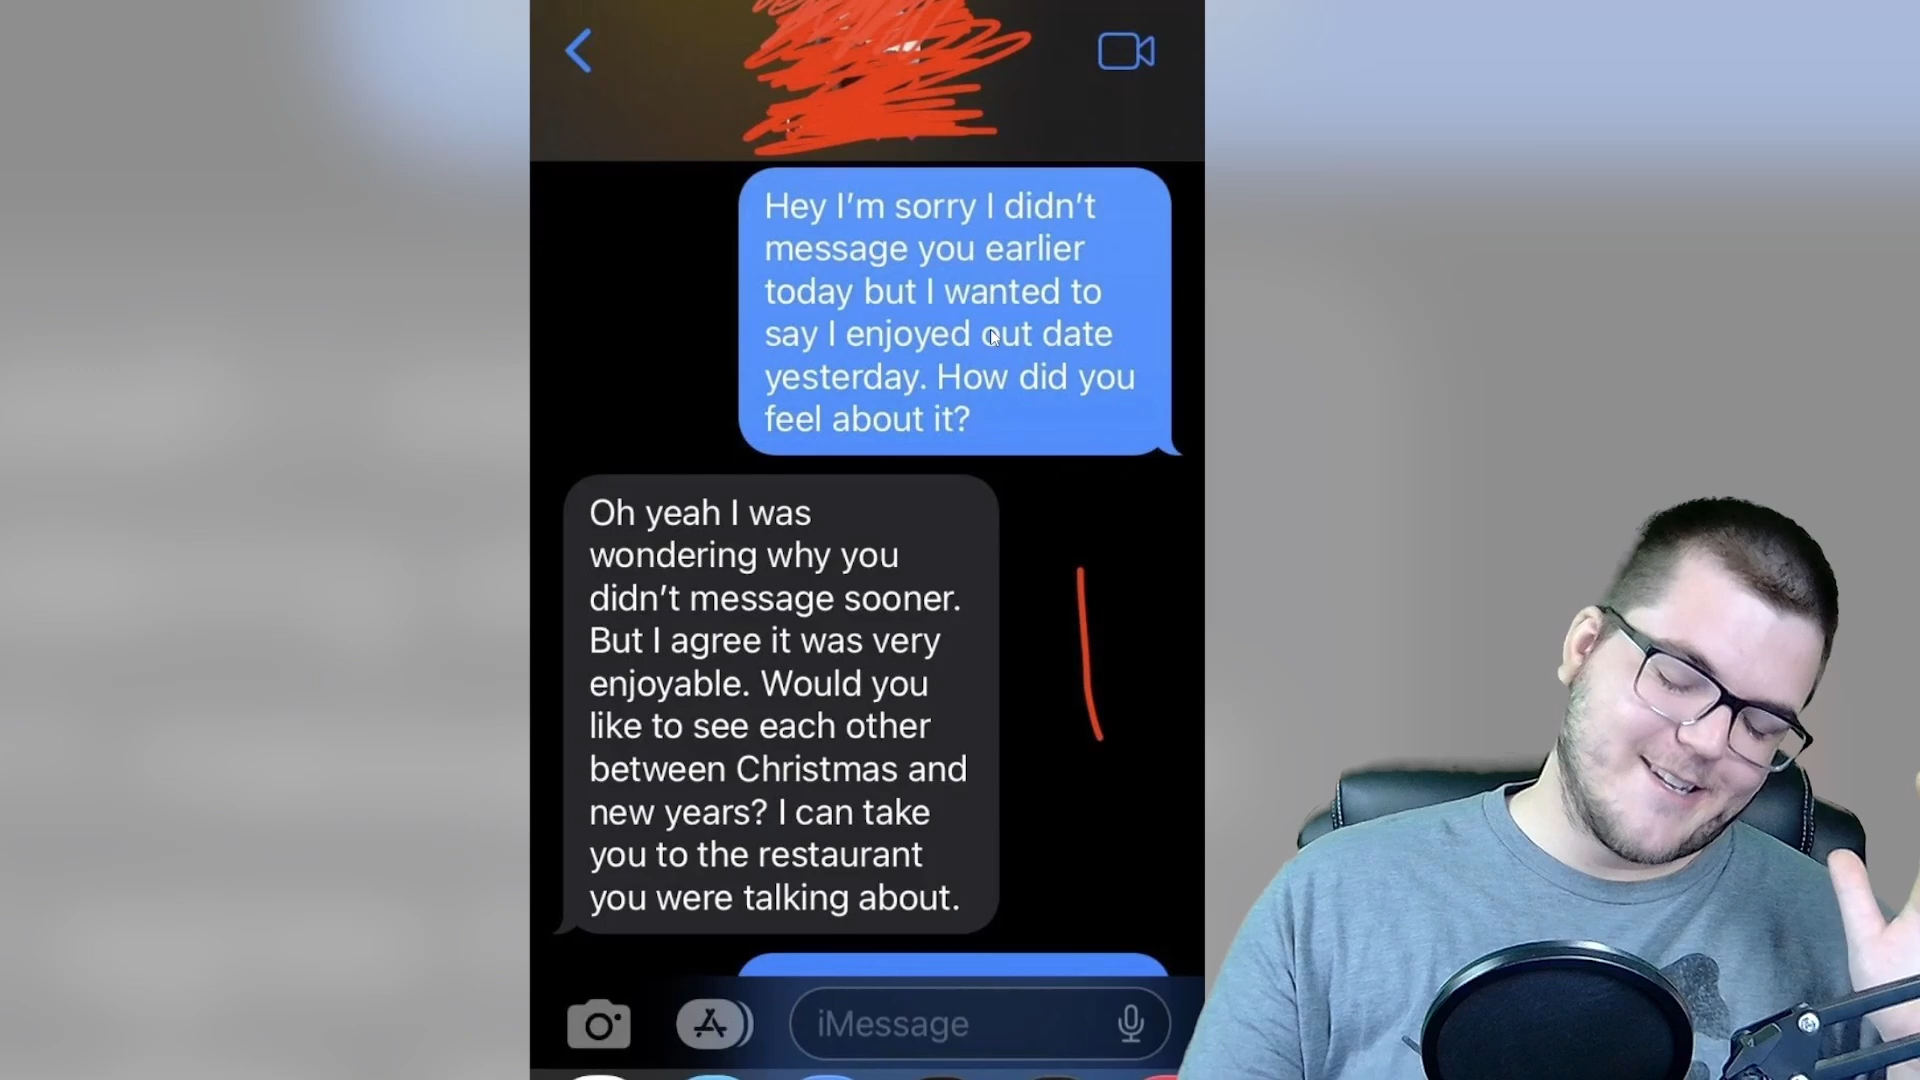 Hey I’m sorry I didn’t
message you earlier
today but I wanted to
say I enjoyed out date
yesterday. How did you
feel about it?
Oh yeah I was
wondering why you
didn’t message sooner.
But I agree it was very
enjoyable. Would you
like to see each other
between Christmas and
new years? I can take
you to the restaurant
you were talking about.
iMessage